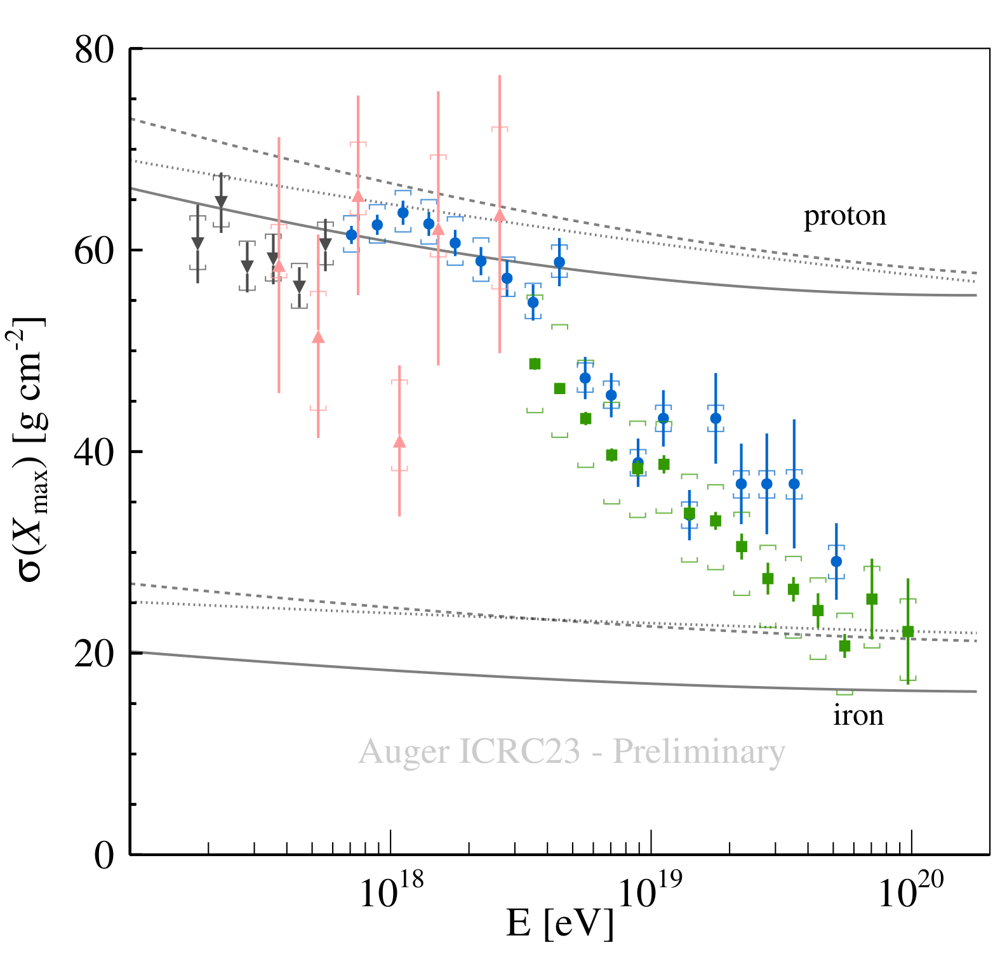 80
60
40
20
0
σ(Xmax) [g cm-2]
proton
iron
Auger ICRC23 - Preliminary
10^18
10^19
10^20
E [eV]